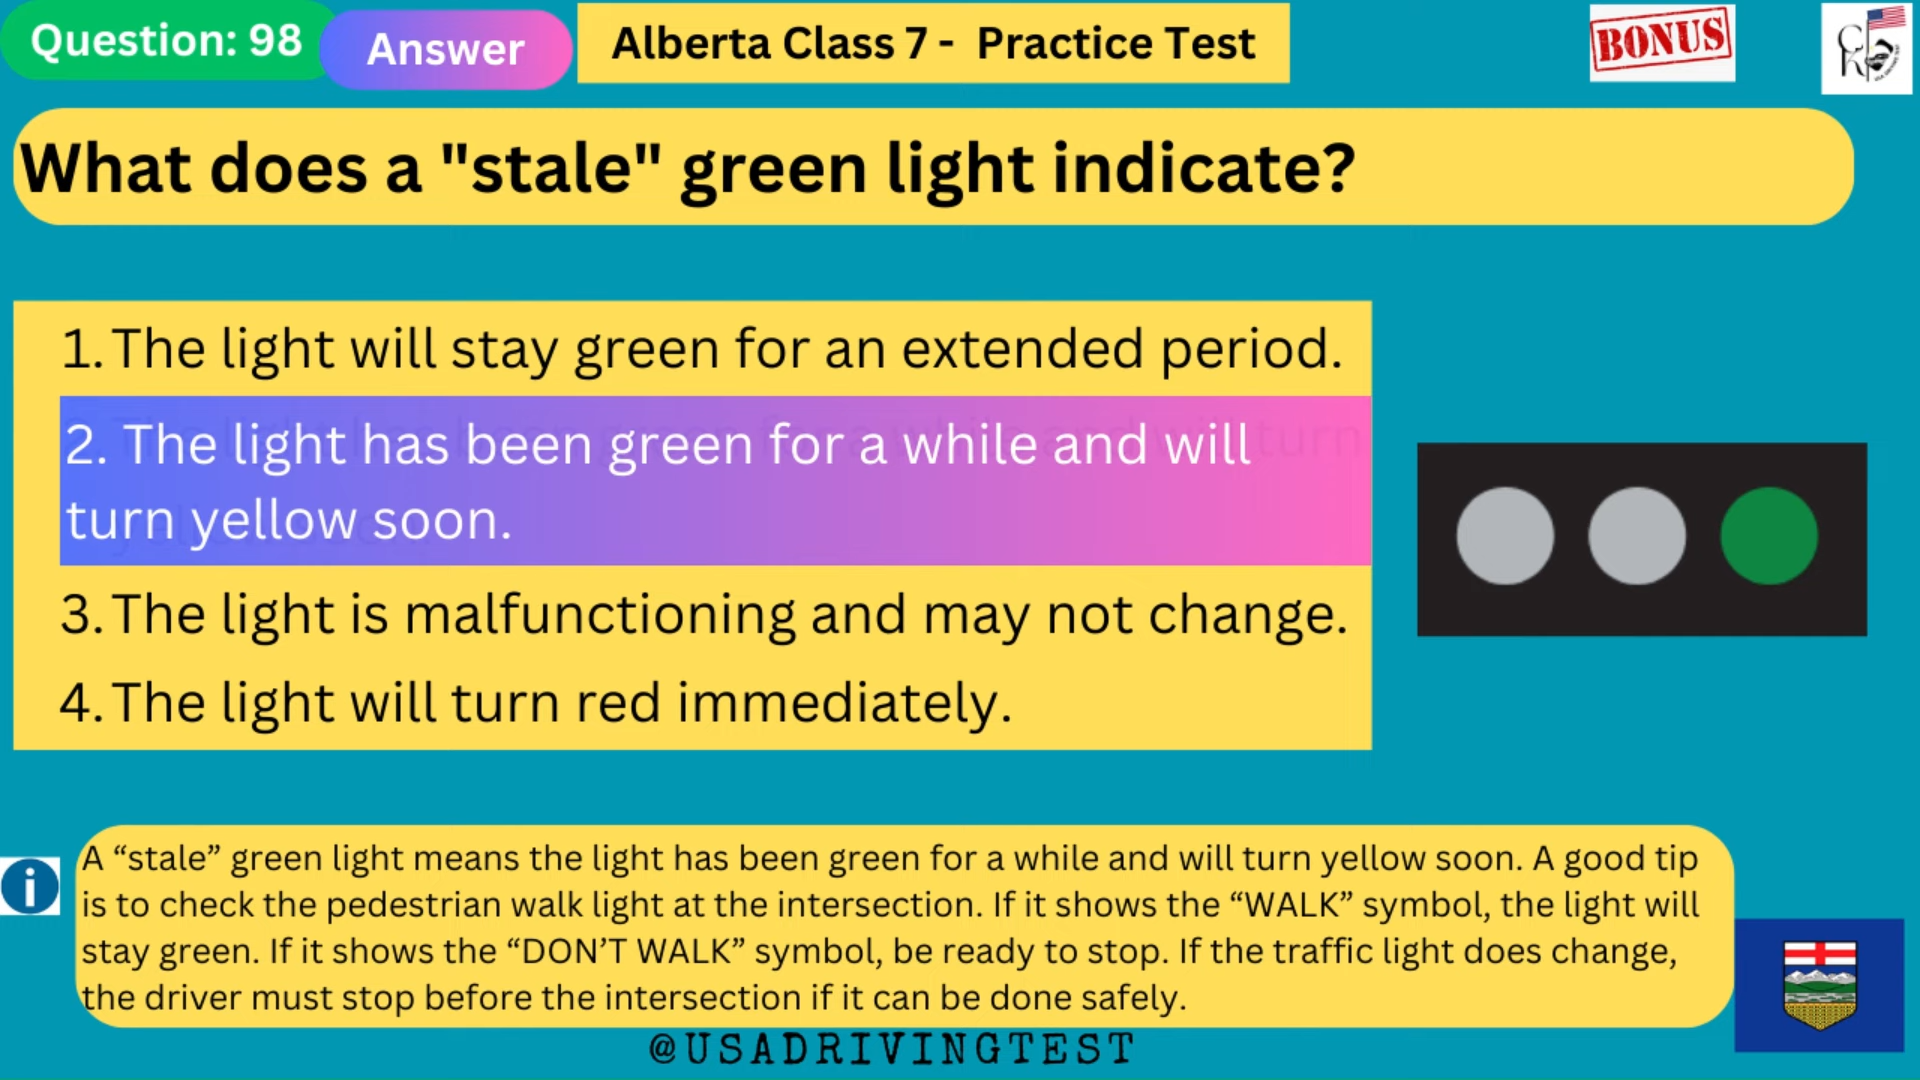 Question: 98
Answer
Alberta Class 7 - Practice Test
BONUS
What does a "stale" green light indicate?
1. The light will stay green for an extended period.
2. The light has been green for a while and will
turn yellow soon.
3. The light is malfunctioning and may not change.
4. The light will turn red immediately.
A “stale” green light means the light has been green for a while and will turn yellow soon. A good tip
is to check the pedestrian walk light at the intersection. If it shows the “WALK” symbol, the light will
stay green. If it shows the “DON’T WALK” symbol, be ready to stop. If the traffic light does change,
the driver must stop before the intersection if it can be done safely.
@USADRIVINGTEST